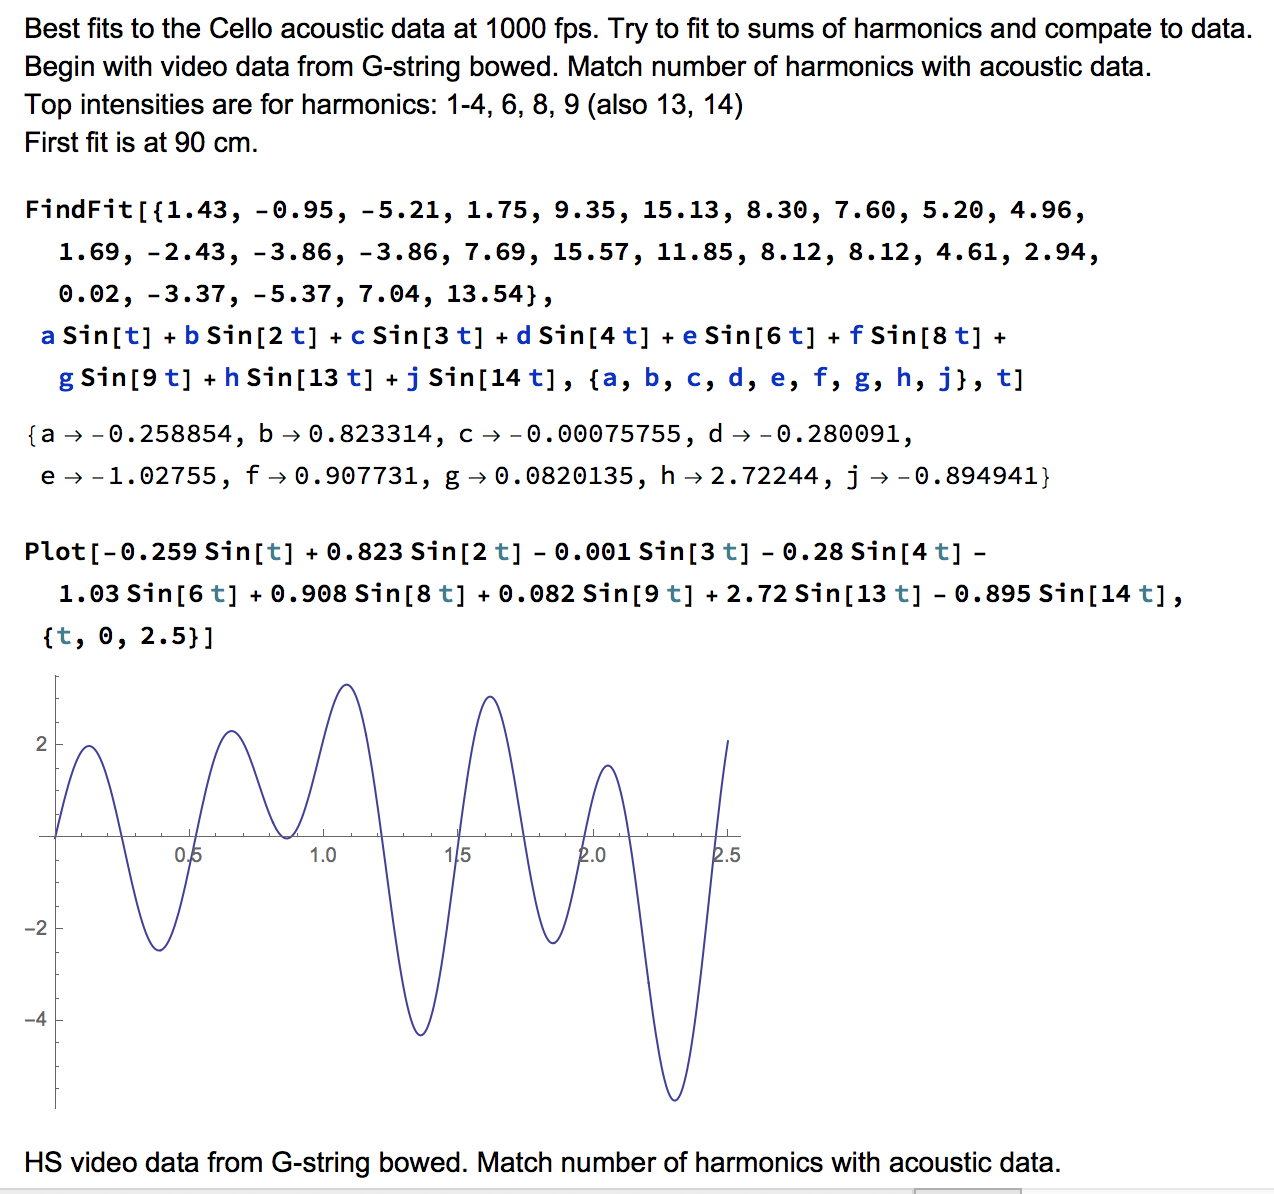 Best fits to the Cello acoustic data at 1000 fps. Try to fit to sums of harmonics and compate to data.
Begin with video data from G-string bowed. Match number of harmonics with acoustic data.
Top intensities are for harmonics: 1-4, 6, 8, 9 (also 13, 14)
First fit is at 90 cm.
FindFit[{1.43, -0.95, -5.21, 1.75, 9.35, 15.13, 8.30, 7.60, 5.20, 4.96,
1.69, -2.43, -3.86, -3.86, 7.69, 15.57, 11.85, 8.12, 8.12, 4.61, 2.94,
0.02, -3.37, -5.37, 7.04, 13.54},
a Sin[t] + b Sin[2 t] + c Sin[3 t] + d Sin[4 t] + e Sin[6 t] + f Sin[8 t] +
g Sin[9 t] + h Sin[13 t] + j Sin[14 t], {a, b, c, d, e, f, g, h, j}, t]
{a → -0.258854, b → 0.823314, c → -0.00075755, d → -0.280091,
e → -1.02755, f → 0.907731, g → 0.0820135, h → 2.72244, j → -0.894941}
Plot[-0.259 Sin[t] + 0.823 Sin[2 t] - 0.001 Sin[3 t] - 0.28 Sin[4 t] -
1.03 Sin[6 t] + 0.908 Sin[8 t] + 0.082 Sin[9 t] + 2.72 Sin[13 t] - 0.895 Sin[14 t],
{t, 0, 2.5}]
2
0.5 1.0 1.5 2.0 2.5
-2
-4
HS video data from G-string bowed. Match number of harmonics with acoustic data.